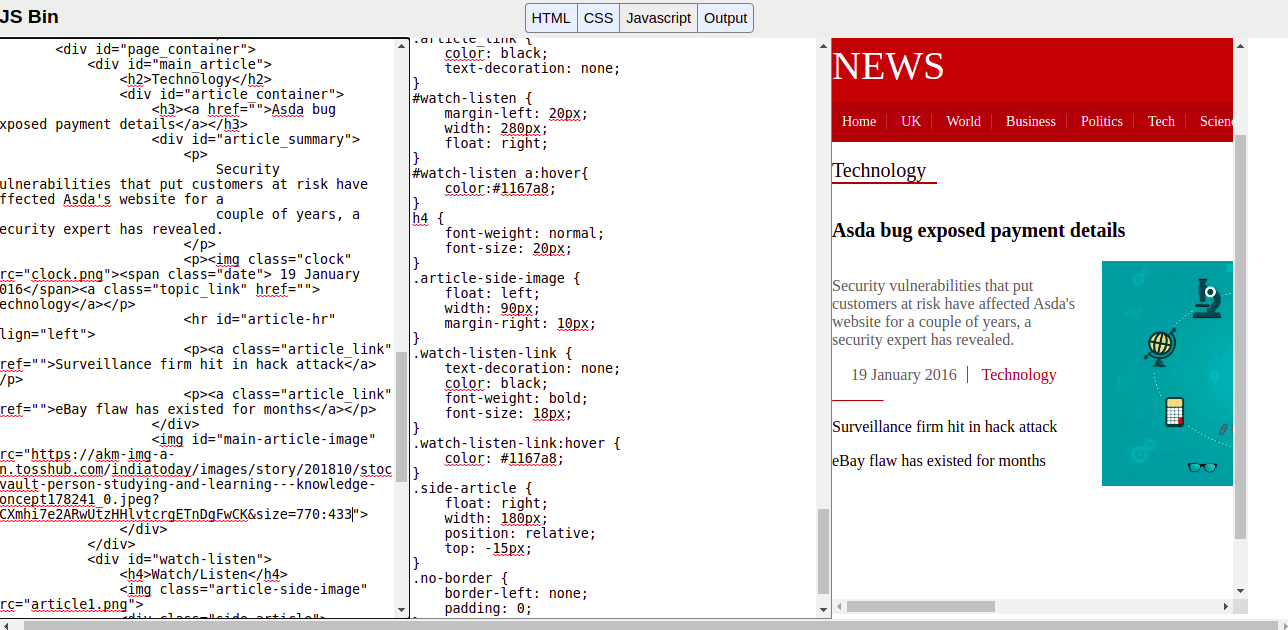 JS Bin
HTML CSS Javascript Output
<div id="page_container">
<div id="main_article">
<h2>Technology</h2>
<div id="article_container">
<h3><a href="">Asda bug
xposed payment details</a></h3>
<div id="article_summary">
<p>
Security
ulnerabilities that put customers at risk have
ffected Asda's website for a
couple of years, a
ecurity expert has revealed.
</p>
<p><img class="clock"
rc="clock.png"><span class="date"> 19 January
016</span><a class="topic_link" href="">
echnology</a></p>
<hr id="article-hr"
lign="left">
<p><a class="article_link"
ref="">Surveillance firm hit in hack attack</a>
/p>
<p><a class="article_link"
ref="">eBay flaw has existed for months</a></p>
</div>
<img id="main-article-image"
rc="https://akm-img-a-
n.tosshub.com/indiatoday/images/story/201810/stoc
vault-person-studying-and-learning---knowledge-
oncept178241_0.jpeg?
CXmhi7e2ARwUtzHHlvtcrgETnDgFwCK&size=770:433">
</div>
</div>
<div id="watch-listen">
<h4>Watch/Listen</h4>
<img class="article-side-image"
rc="article1.png">
<div class="side-article">
.article_link {
color: black;
text-decoration: none;
}
#watch-listen {
margin-left: 20px;
width: 280px;
float: right;
}
#watch-listen a:hover{
color:#1167a8;
}
h4 {
font-weight: normal;
font-size: 20px;
}
.article-side-image {
float: left;
width: 90px;
margin-right: 10px;
}
.watch-listen-link {
text-decoration: none;
color: black;
font-weight: bold;
font-size: 18px;
}
.watch-listen-link:hover {
color: #1167a8;
}
.side-article {
float: right;
width: 180px;
position: relative;
top: -15px;
}
.no-border {
border-left: none;
padding: 0;
NEWS
Home UK World Business Politics Tech Scienc
Technology
Asda bug exposed payment details
Security vulnerabilities that put
customers at risk have affected Asda's
website for a couple of years, a
security expert has revealed.
19 January 2016 Technology
Surveillance firm hit in hack attack
eBay flaw has existed for months